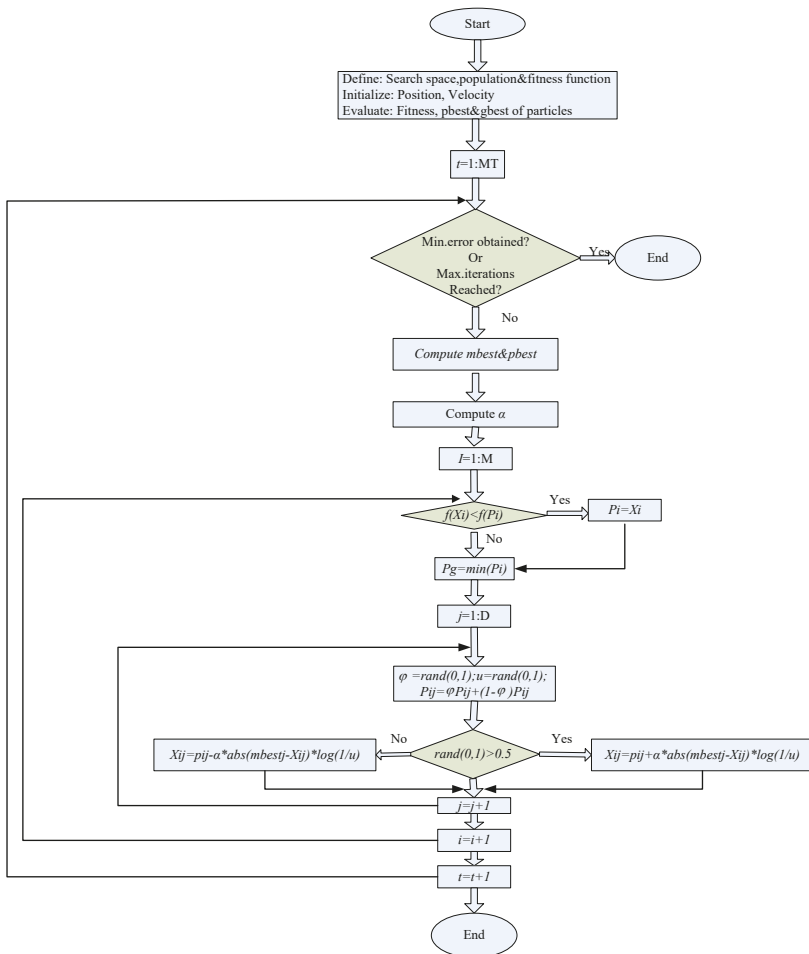 Start
Define: Search space,population&fitness function
Initialize: Position, Velocity
Evaluate: Fitness, pbest&gbest of particles
t=1:MT
Min.error obtained?
Or
Max.iterations
Reached?
Yes
End
No
Compute mbest&pbest
Compute α
I=1:M
f(Xi)<f(Pi)
Yes
Pi=Xi
No
Pg=min(Pi)
j=1:D
φ =rand(0,1);u=rand(0,1);
Pij=φPij+(1-φ)Pij
rand(0,1)>0.5
No
Xij=pij-α*abs(mbestj-Xij)*log(1/u)
Yes
Xij=pij+α*abs(mbestj-Xij)*log(1/u)
j=j+1
i=i+1
t=t+1
End